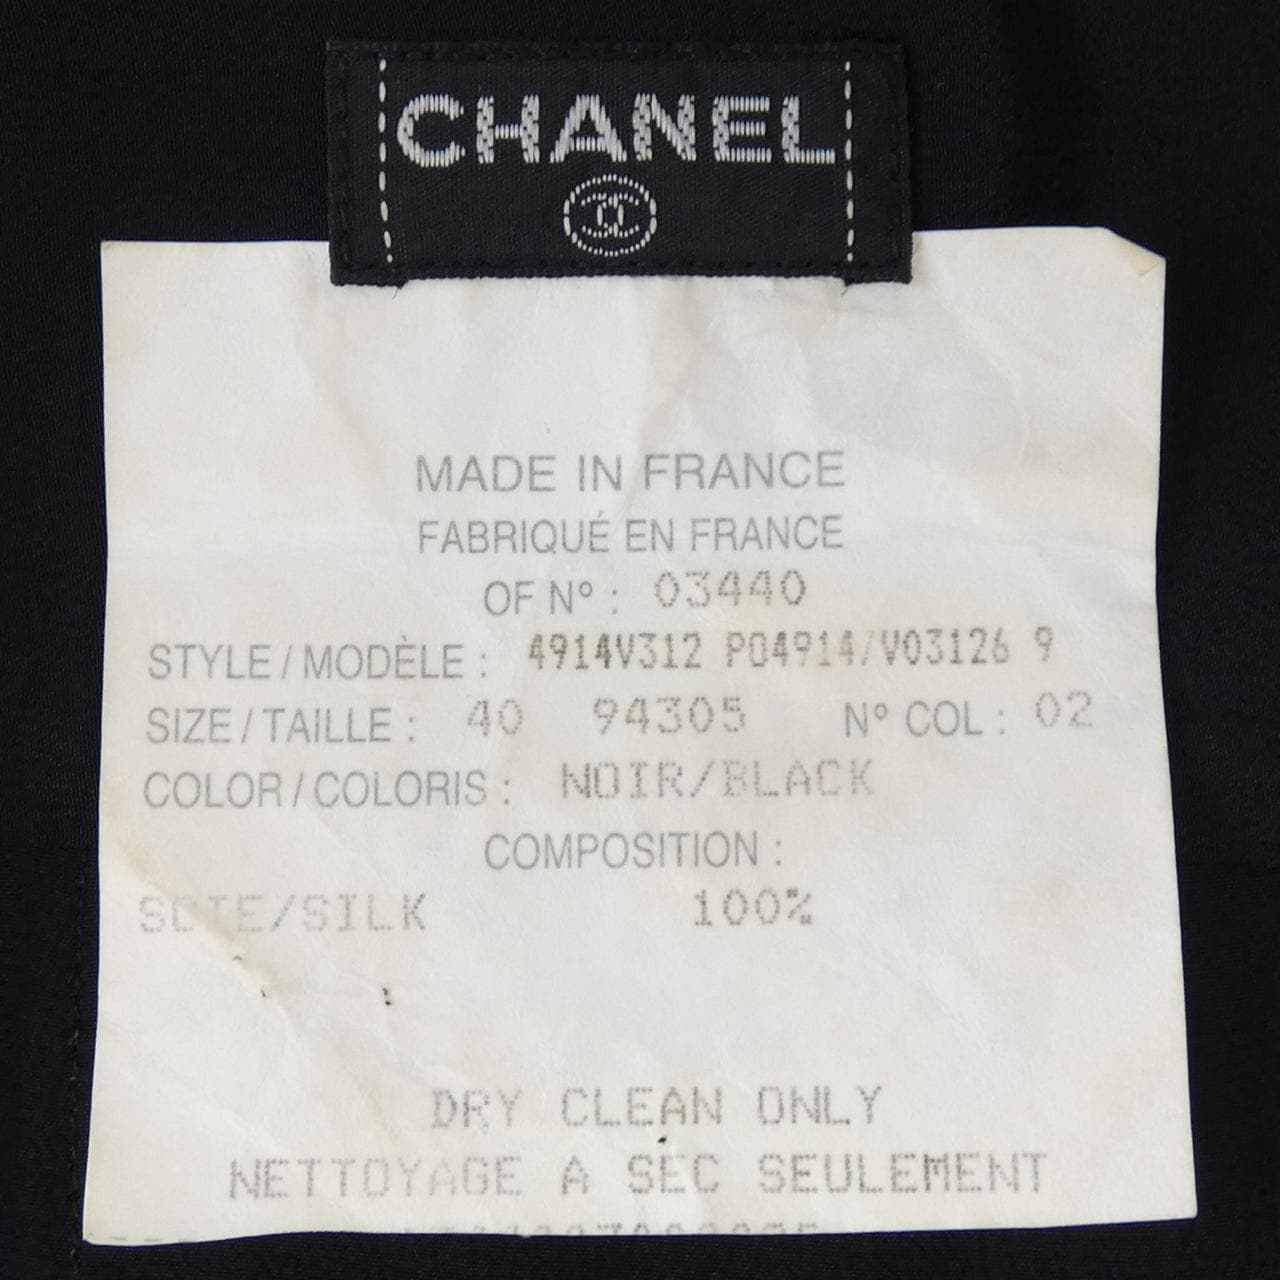 CHANEL
MADE IN FRANCE
FABRIQUÉ EN FRANCE
OF N° : 03440
STYLE / MODÈLE : 4914V312 P04914/V03126 9
SIZE / TAILLE : 40 94305 N° COL : 02
COLOR / COLORIS : NOIR/BLACK
COMPOSITION :
SOIE/SILK 100%
DRY CLEAN ONLY
NETTOYAGE A SEC SEULEMENT